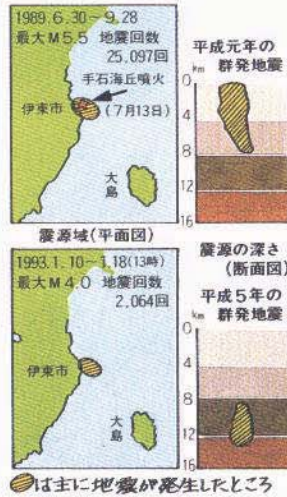 1989.6.30~9.28
最大M5.5 地震回数
25.097回
手石海丘噴火
伊東市
(7月13日)
大島
震源域(平面図)
平成元年の
群発地震
km
0
4
8
12
16
震源の深さ
(断面図)
1993.1.10~1.18(13時)
最大M4.0 地震回数
2.064回
伊東市
大島
平成5年の
群発地震
km
0
4
8
12
16
は主に地震が発生したところ